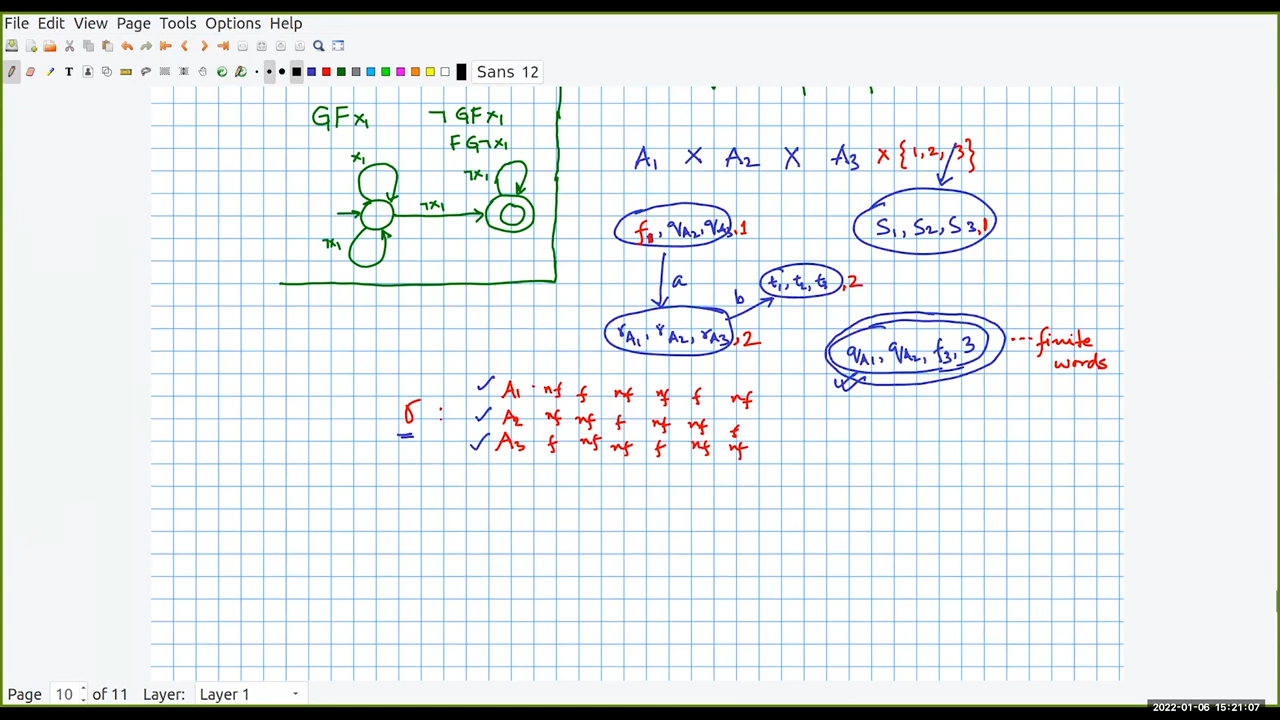 File Edit View Page Tools Options Help
Sans 12
GFx₁ ¬GFx₁
FG¬x₁
x₁
¬x₁
¬x₁
¬x₁
A₁ X A₂ X A₃ x {1, 2, 3}
f₁, q_A₂, q_A₃, 1
S₁, S₂, S₃, 1
a
b
t₁, t₂, t₃, 2
r_A₁, r_A₂, r_A₃, 2
q_A₁, q_A₂, f₃, 3
... finite
words
✓ A₁ nf f nf nf f nf
σ : ✓ A₂ nf nf f nf nf f
✓ A₃ f nf nf f nf nf
Page 10 of 11 Layer: Layer 1
2022-01-06 15:21:07